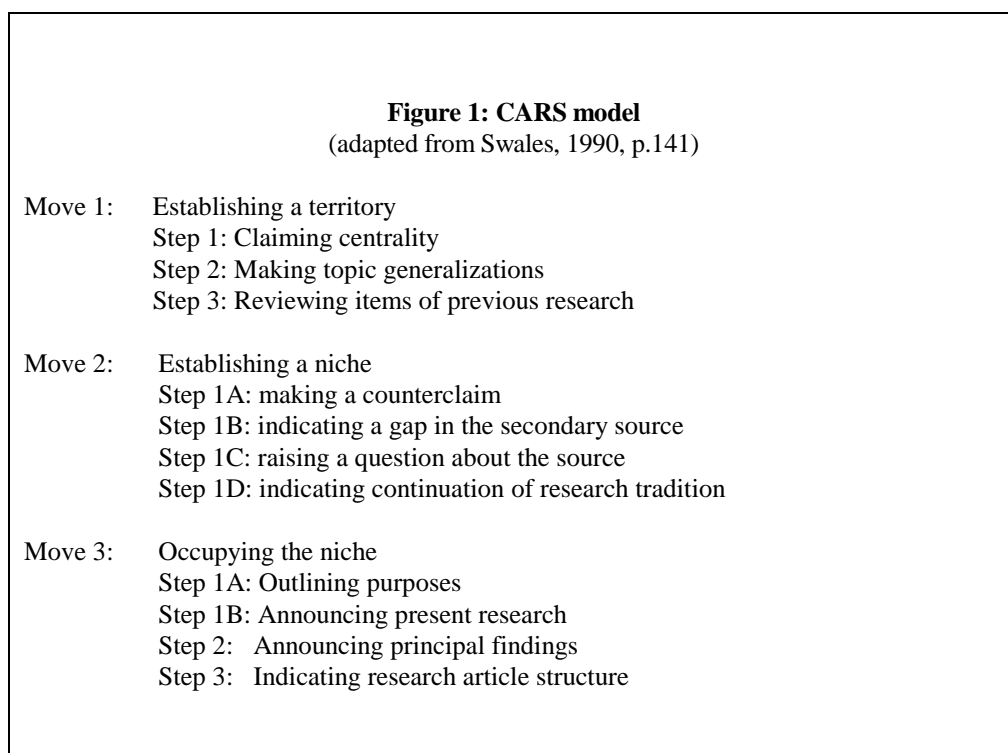 Figure 1: CARS model
(adapted from Swales, 1990, p.141)
Move 1: Establishing a territory
Step 1: Claiming centrality
Step 2: Making topic generalizations
Step 3: Reviewing items of previous research
Move 2: Establishing a niche
Step 1A: making a counterclaim
Step 1B: indicating a gap in the secondary source
Step 1C: raising a question about the source
Step 1D: indicating continuation of research tradition
Move 3: Occupying the niche
Step 1A: Outlining purposes
Step 1B: Announcing present research
Step 2: Announcing principal findings
Step 3: Indicating research article structure